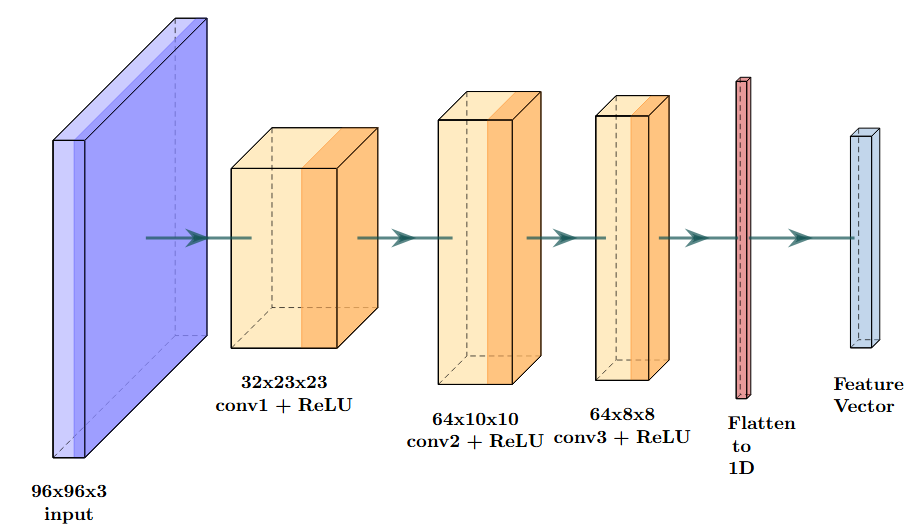 96x96x3
input
32x23x23
conv1 + ReLU
64x10x10
conv2 + ReLU
64x8x8
conv3 + ReLU
Flatten
to
1D
Feature
Vector